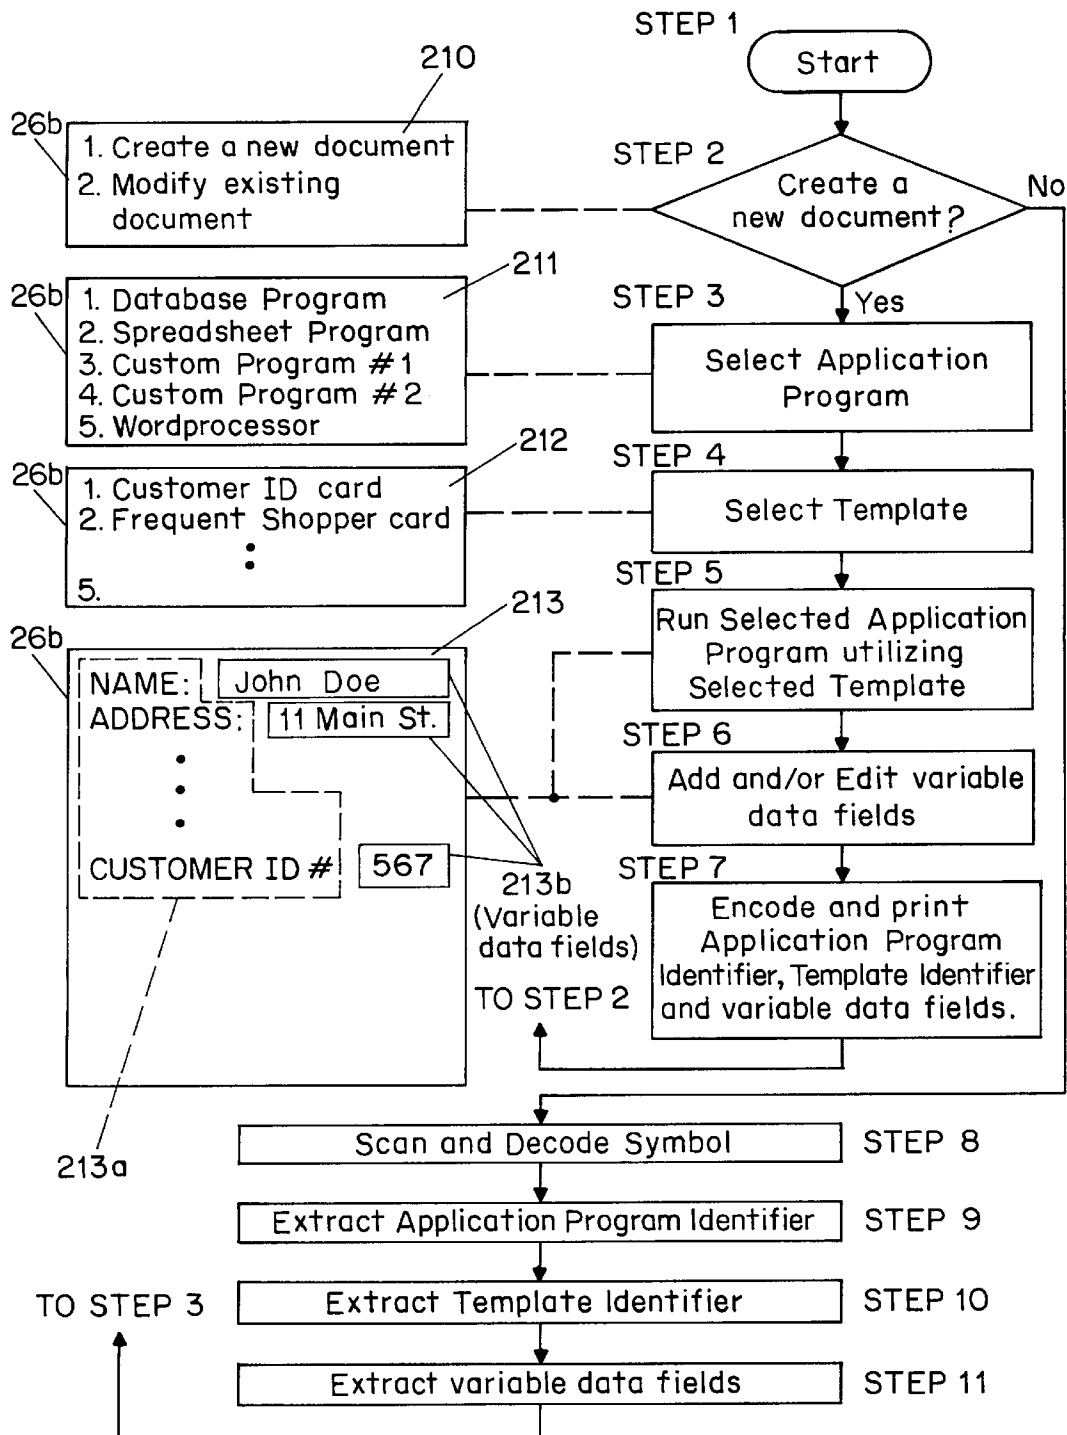 STEP 1
Start
210
26b
1. Create a new document
2. Modify existing
document
STEP 2
Create a
new document?
No
Yes
211
26b
1. Database Program
2. Spreadsheet Program
3. Custom Program #1
4. Custom Program #2
5. Wordprocessor
STEP 3
Select Application
Program
212
26b
1. Customer ID card
2. Frequent Shopper card
5.
STEP 4
Select Template
STEP 5
Run Selected Application
Program utilizing
Selected Template
213
26b
NAME: John Doe
ADDRESS: 11 Main St.
CUSTOMER ID # 567
213a
213b
(Variable
data fields)
STEP 6
Add and/or Edit variable
data fields
STEP 7
Encode and print
Application Program
Identifier, Template Identifier
and variable data fields.
TO STEP 2
Scan and Decode Symbol STEP 8
Extract Application Program Identifier STEP 9
Extract Template Identifier STEP 10
Extract variable data fields STEP 11
TO STEP 3